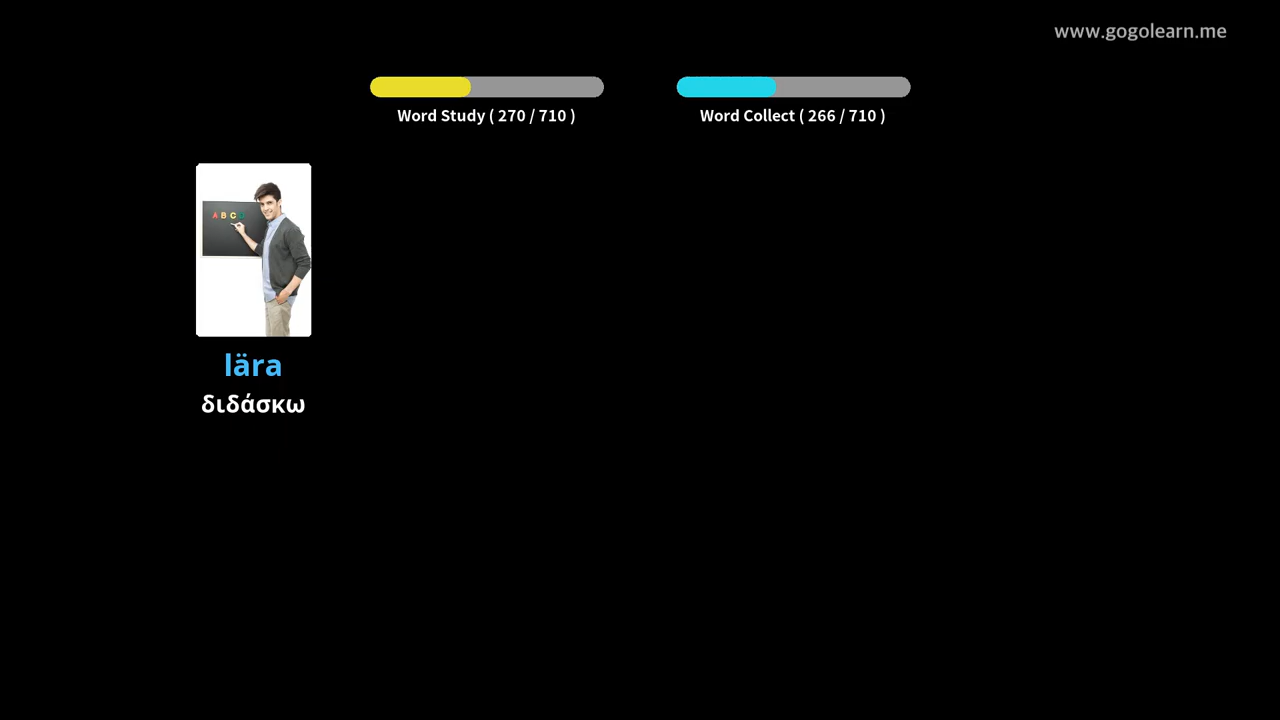 www.gogolearn.me
Word Study ( 270 / 710 )
Word Collect ( 266 / 710 )
A B C D
lära
διδάσκω